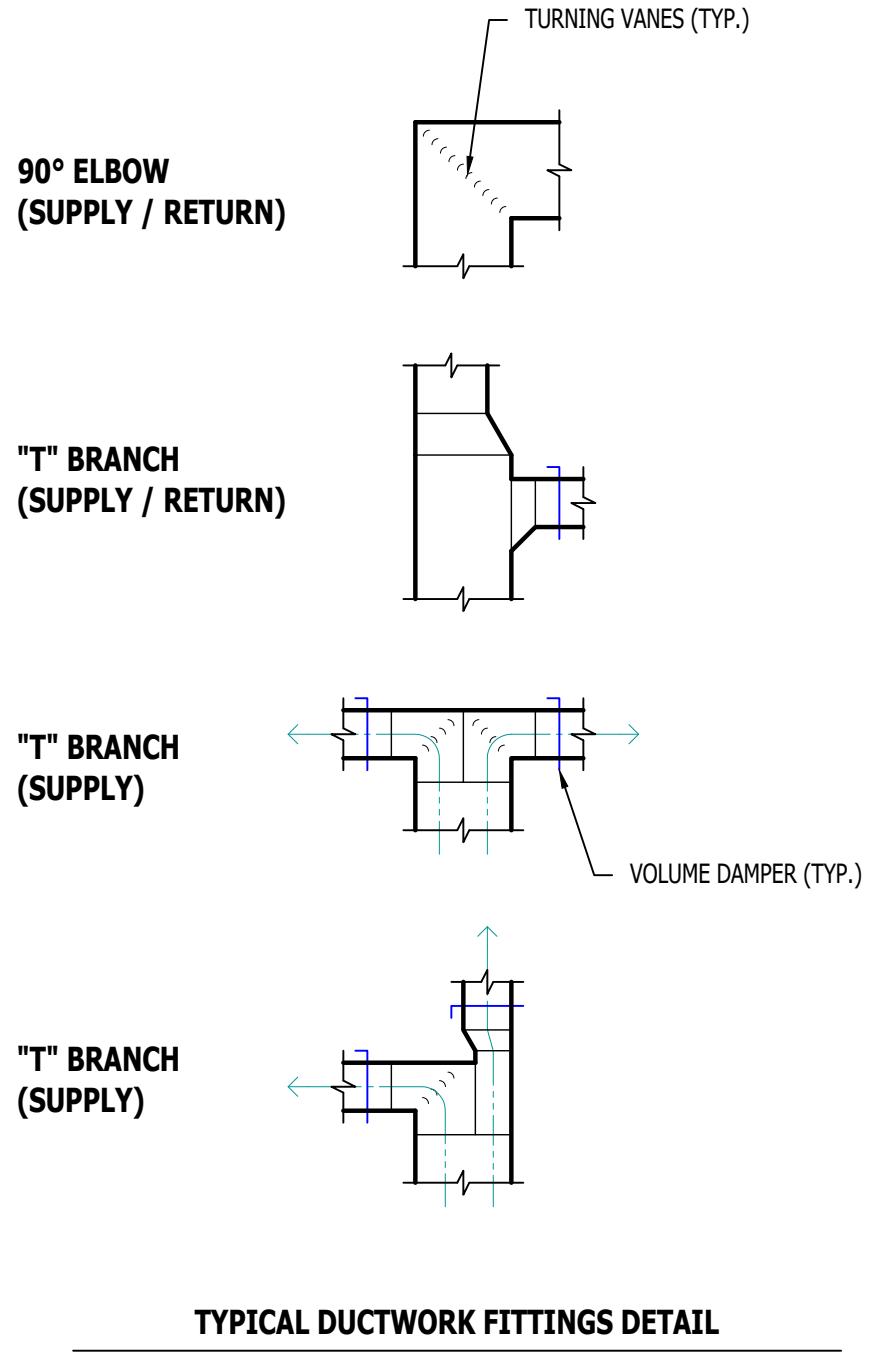 TURNING VANES (TYP.)
90° ELBOW
(SUPPLY / RETURN)
"T" BRANCH
(SUPPLY / RETURN)
"T" BRANCH
(SUPPLY)
VOLUME DAMPER (TYP.)
"T" BRANCH
(SUPPLY)
TYPICAL DUCTWORK FITTINGS DETAIL